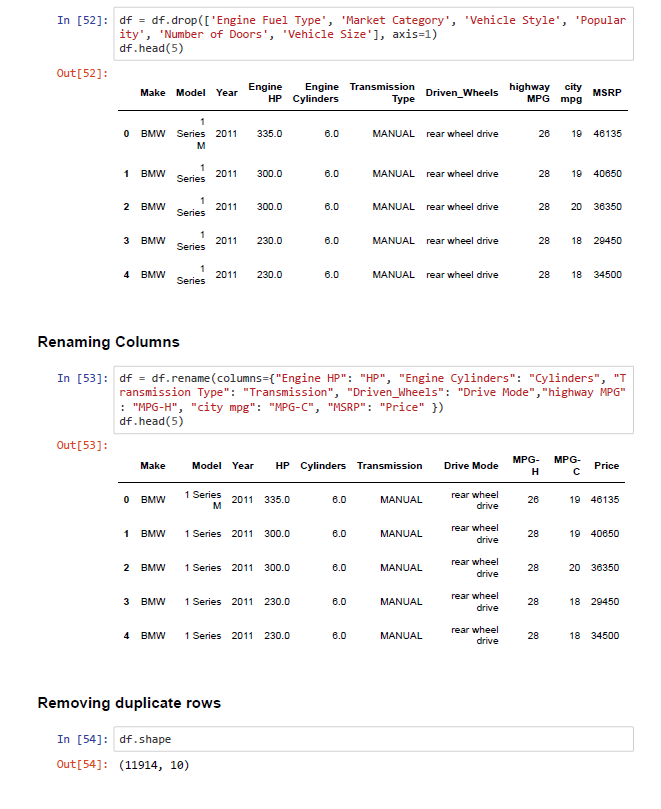 In [52]: df = df.drop(['Engine Fuel Type', 'Market Category', 'Vehicle Style', 'Popular
ity', 'Number of Doors', 'Vehicle Size'], axis=1)
df.head(5)
Out[52]:
Make Model Year Engine HP Engine Cylinders Transmission Type Driven_Wheels highway MPG city mpg MSRP
0 BMW 1 Series M 2011 335.0 6.0 MANUAL rear wheel drive 26 19 46135
1 BMW 1 Series 2011 300.0 6.0 MANUAL rear wheel drive 28 19 40650
2 BMW 1 Series 2011 300.0 6.0 MANUAL rear wheel drive 28 20 36350
3 BMW 1 Series 2011 230.0 6.0 MANUAL rear wheel drive 28 18 29450
4 BMW 1 Series 2011 230.0 6.0 MANUAL rear wheel drive 28 18 34500
Renaming Columns
In [53]: df = df.rename(columns={"Engine HP": "HP", "Engine Cylinders": "Cylinders", "T
ransmission Type": "Transmission", "Driven_Wheels": "Drive Mode","highway MPG"
: "MPG-H", "city mpg": "MPG-C", "MSRP": "Price" })
df.head(5)
Out[53]:
Make Model Year HP Cylinders Transmission Drive Mode MPG-H MPG-C Price
0 BMW 1 Series M 2011 335.0 6.0 MANUAL rear wheel drive 26 19 46135
1 BMW 1 Series 2011 300.0 6.0 MANUAL rear wheel drive 28 19 40650
2 BMW 1 Series 2011 300.0 6.0 MANUAL rear wheel drive 28 20 36350
3 BMW 1 Series 2011 230.0 6.0 MANUAL rear wheel drive 28 18 29450
4 BMW 1 Series 2011 230.0 6.0 MANUAL rear wheel drive 28 18 34500
Removing duplicate rows
In [54]: df.shape
Out[54]: (11914, 10)